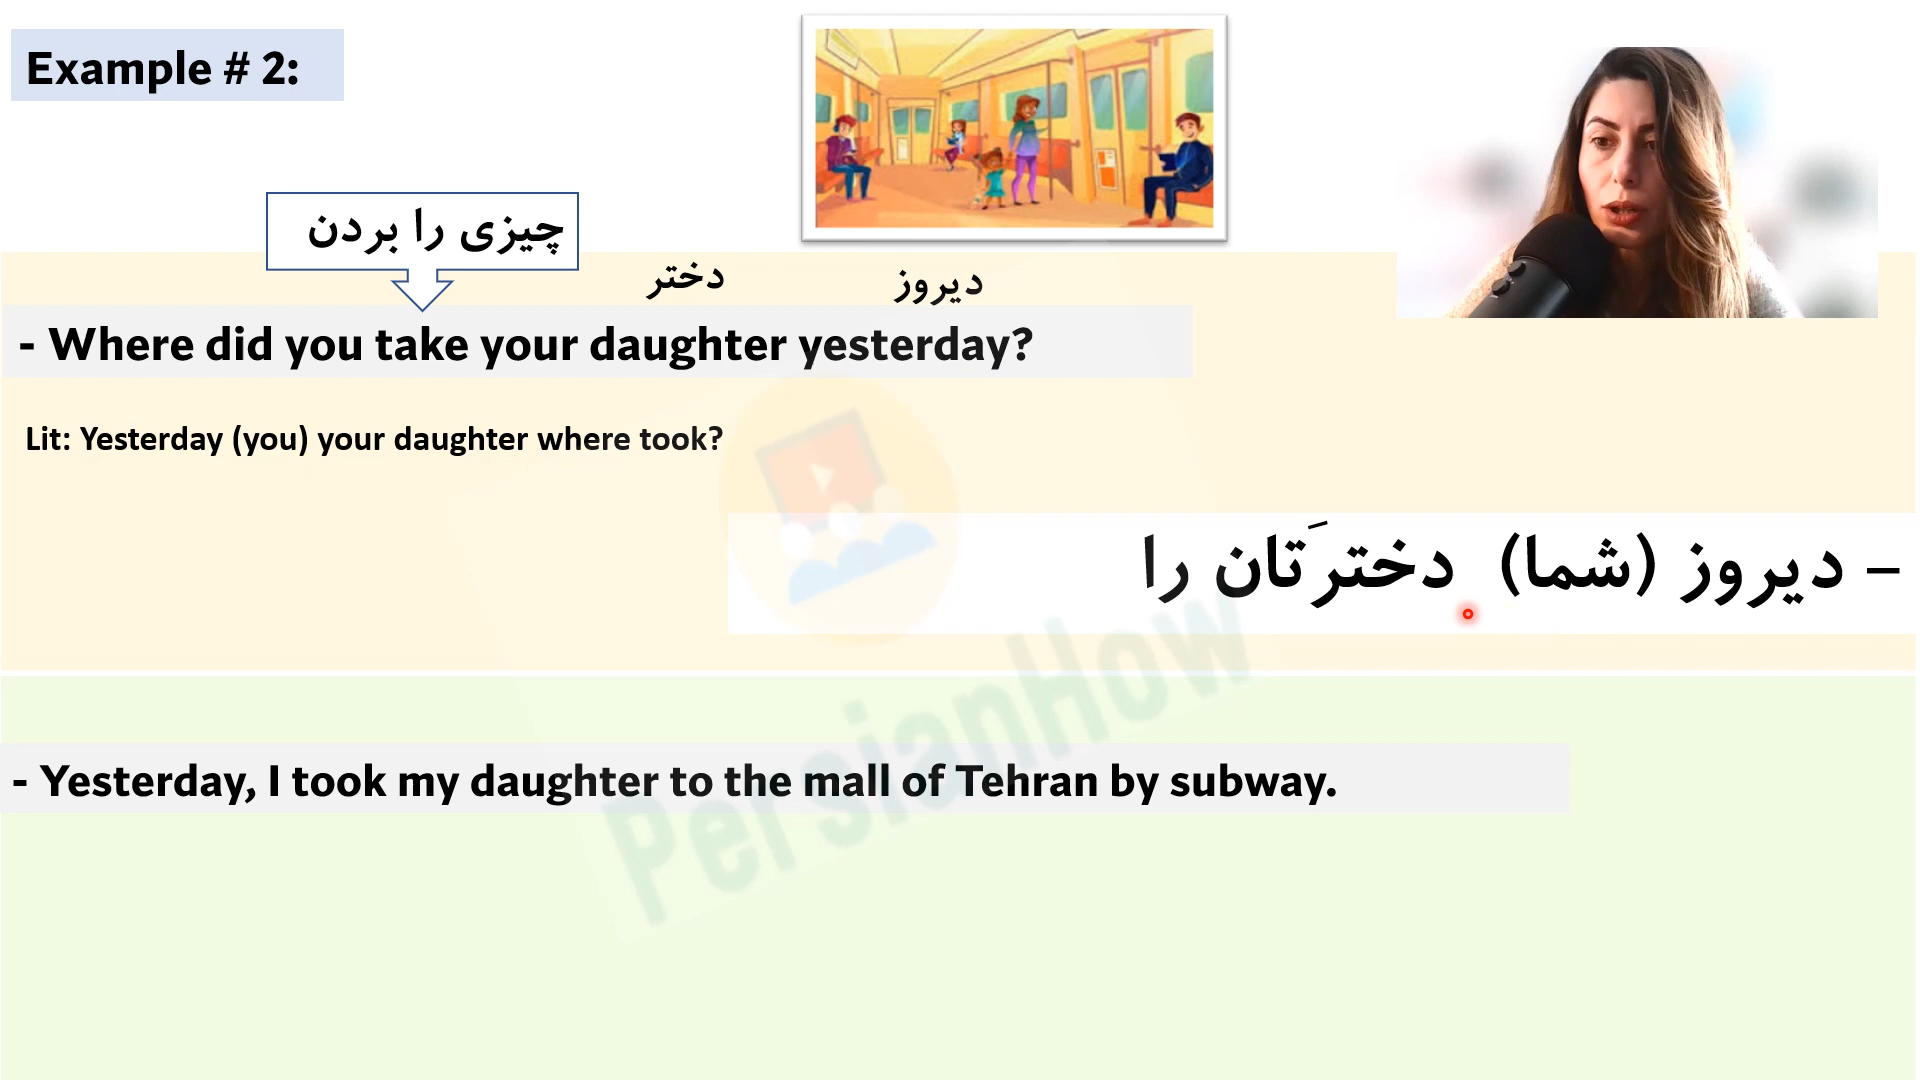 Example # 2:
چیزی را بردن
دختر
دیروز
- Where did you take your daughter yesterday?
Lit: Yesterday (you) your daughter where took?
– دیروز (شما) دخترَتان را
- Yesterday, I took my daughter to the mall of Tehran by subway.
PersianHow